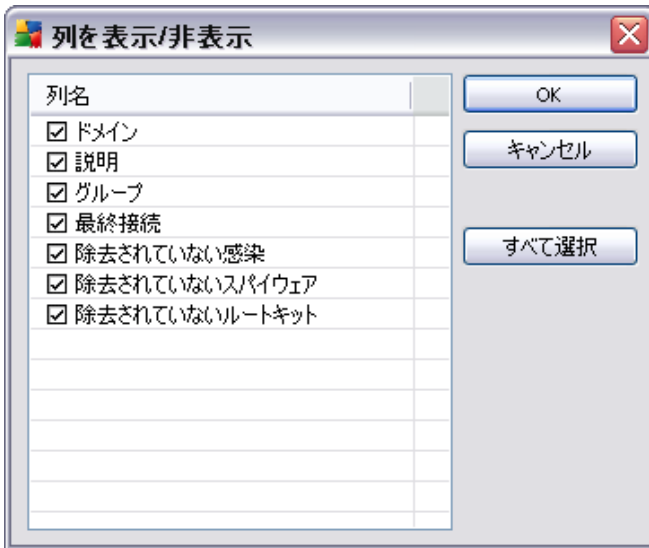 列を表示/非表示
列名
ドメイン
説明
グループ
最終接続
除去されていない感染
除去されていないスパイウェア
除去されていないルートキット
OK
キャンセル
すべて選択